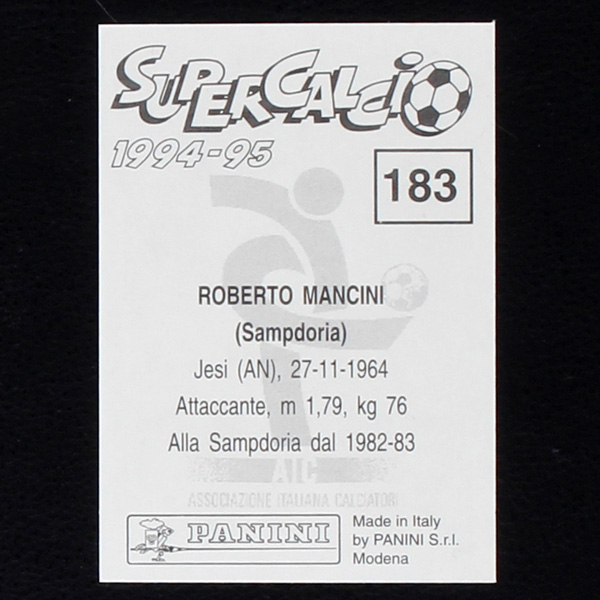 SUPERCALCIO
1994-95
183
ROBERTO MANCINI
(Sampdoria)
Jesi (AN), 27-11-1964
Attaccante, m 1,79, kg 76
Alla Sampdoria dal 1982-83
AIC
ASSOCIAZIONE ITALIANA CALCIATORI
PANINI
Made in Italy
by PANINI S.r.l.
Modena